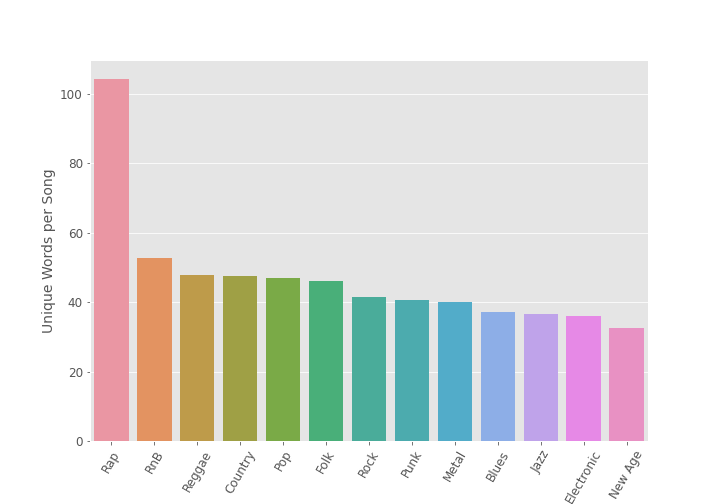 Unique Words per Song
100
80
60
40
20
0
Rap
RnB
Reggae
Country
Pop
Folk
Rock
Punk
Metal
Blues
Jazz
Electronic
New Age